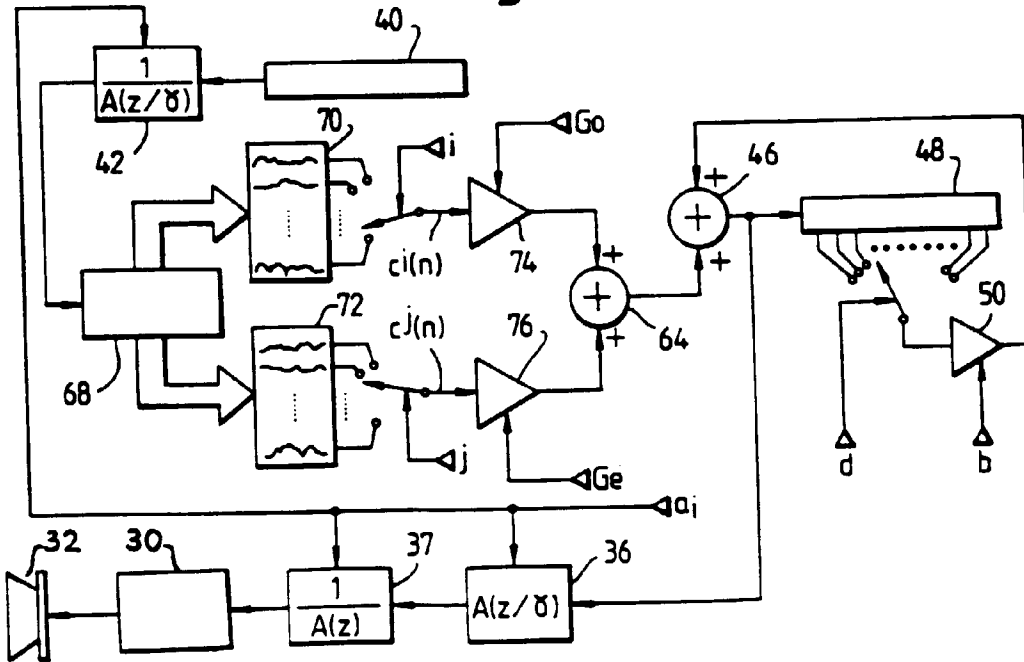 40
1
A(z/γ)
42
70
i
Go
46
48
ci(n)
74
+
+
+
+
+
+
64
50
72
cj(n)
76
68
j
Ge
d
b
ai
32
30
37
36
1
A(z)
A(z/γ)